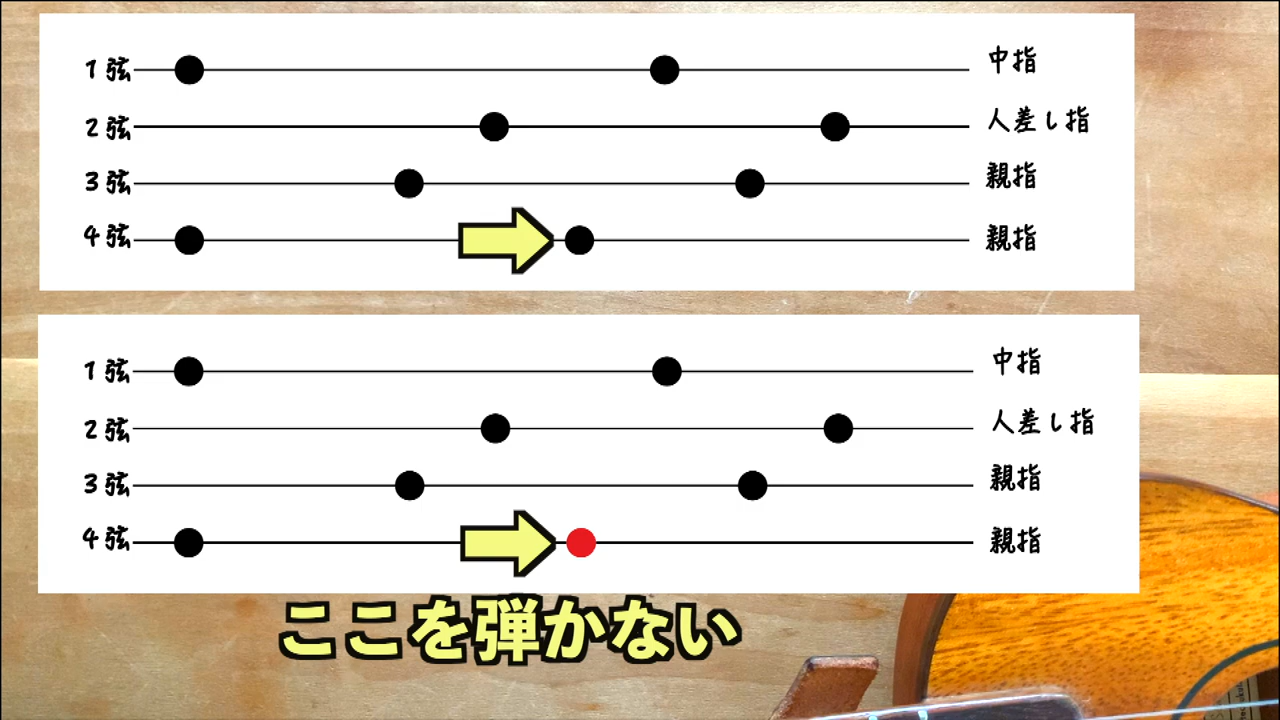 1弦 中指
2弦 人差し指
3弦 親指
4弦 親指
1弦 中指
2弦 人差し指
3弦 親指
4弦 親指
ここを弾かない